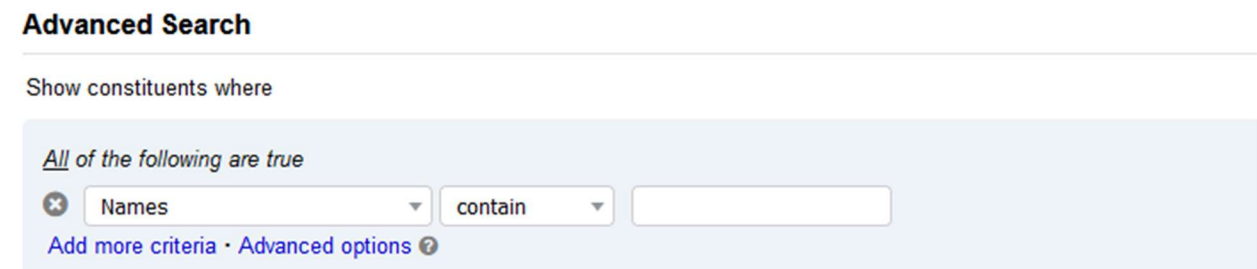 Advanced Search
Show constituents where
All of the following are true
Names contain
Add more criteria · Advanced options ?